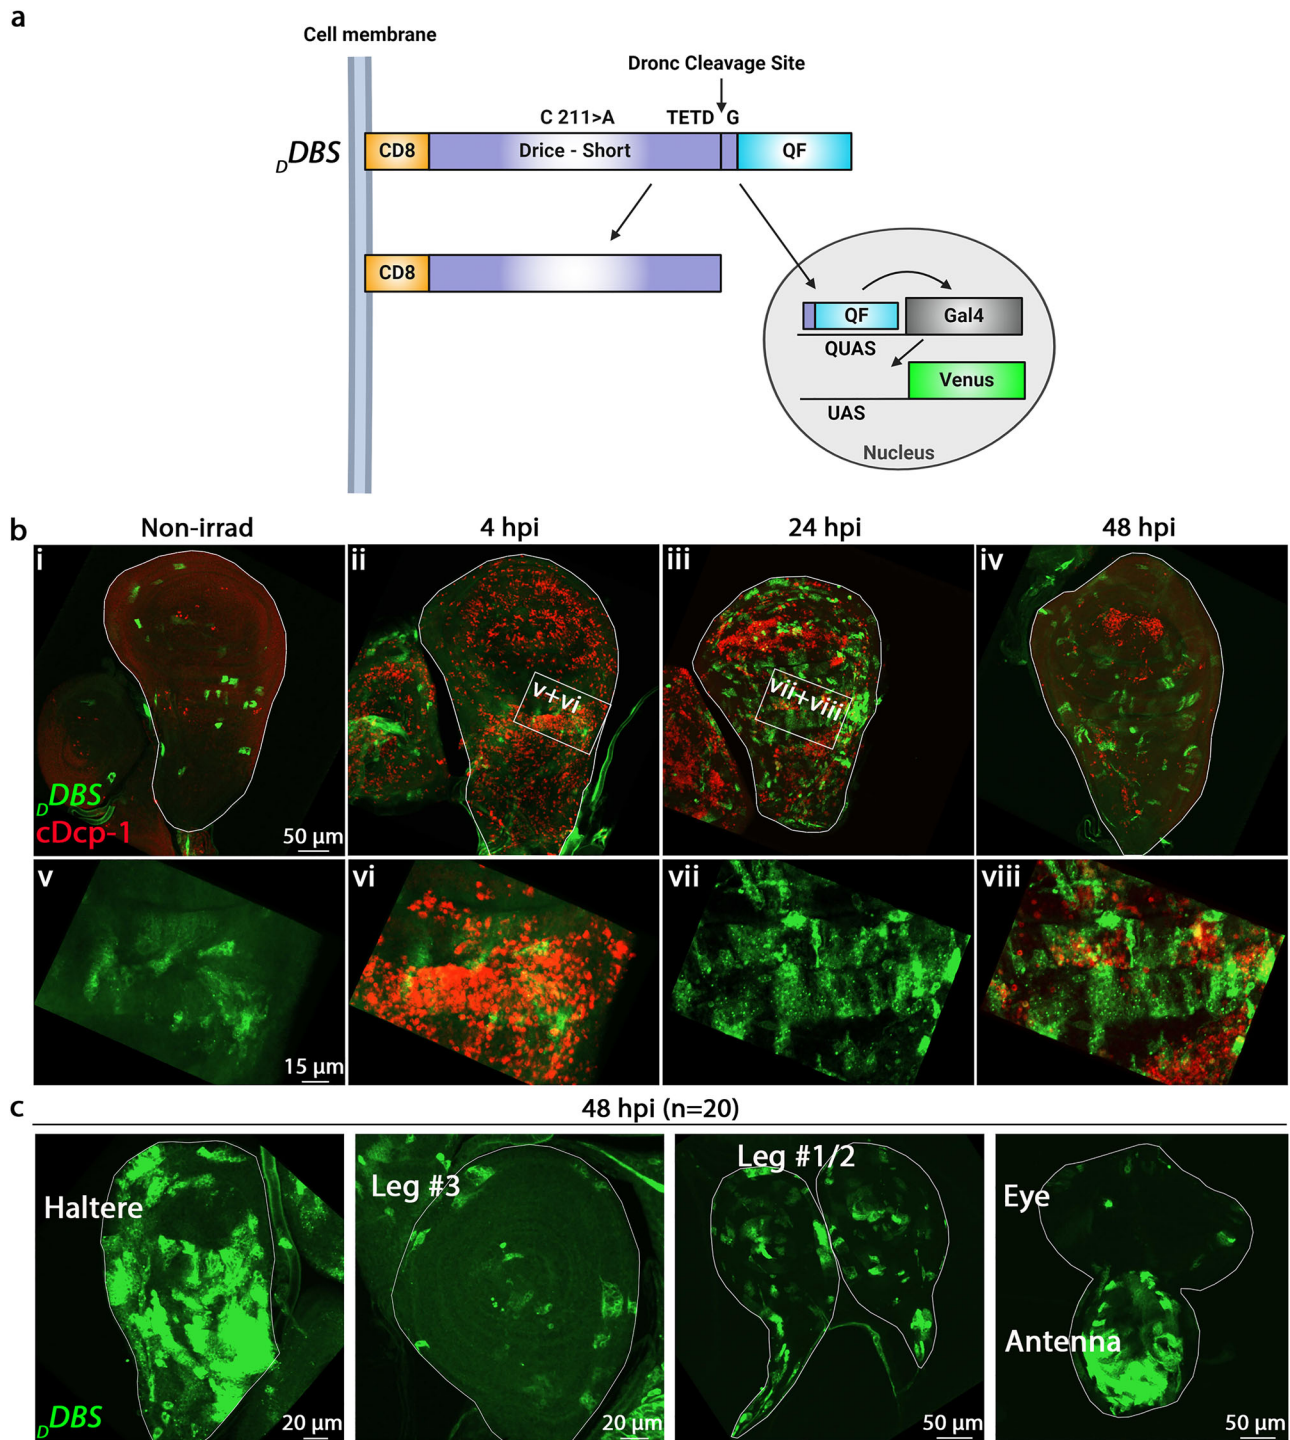 a
Cell membrane
Dronc Cleavage Site
C 211>A
TETD G
DDBS
CD8
Drice - Short
QF
CD8
QF
Gal4
QUAS
Venus
UAS
Nucleus
b
Non-irrad
4 hpi
24 hpi
48 hpi
i
ii
iii
iv
v+vi
vii+viii
DDBS
cDcp-1
50 µm
v
vi
vii
viii
15 µm
c
48 hpi (n=20)
Haltere
Leg #3
Leg #1/2
Eye
Antenna
DDBS
20 µm
20 µm
50 µm
50 µm